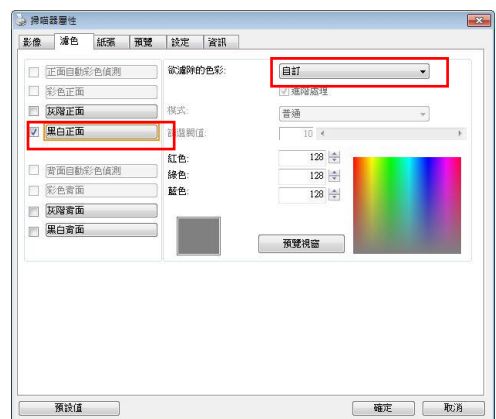 掃瞄器屬性
影像 濾色 紙張 預覽 設定 資訊
正面自動彩色偵測
彩色正面
灰階正面
黑白正面
背面自動彩色偵測
彩色背面
灰階背面
黑白背面
欲濾除的色彩: 自訂
進階處理
模式: 普通
篩選閥值: 10
紅色: 128
綠色: 128
藍色: 128
預覽視窗
預設值 確定 取消